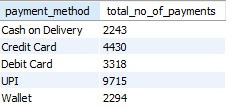 payment_method total_no_of_payments
Cash on Delivery 2243
Credit Card 4430
Debit Card 3318
UPI 9715
Wallet 2294